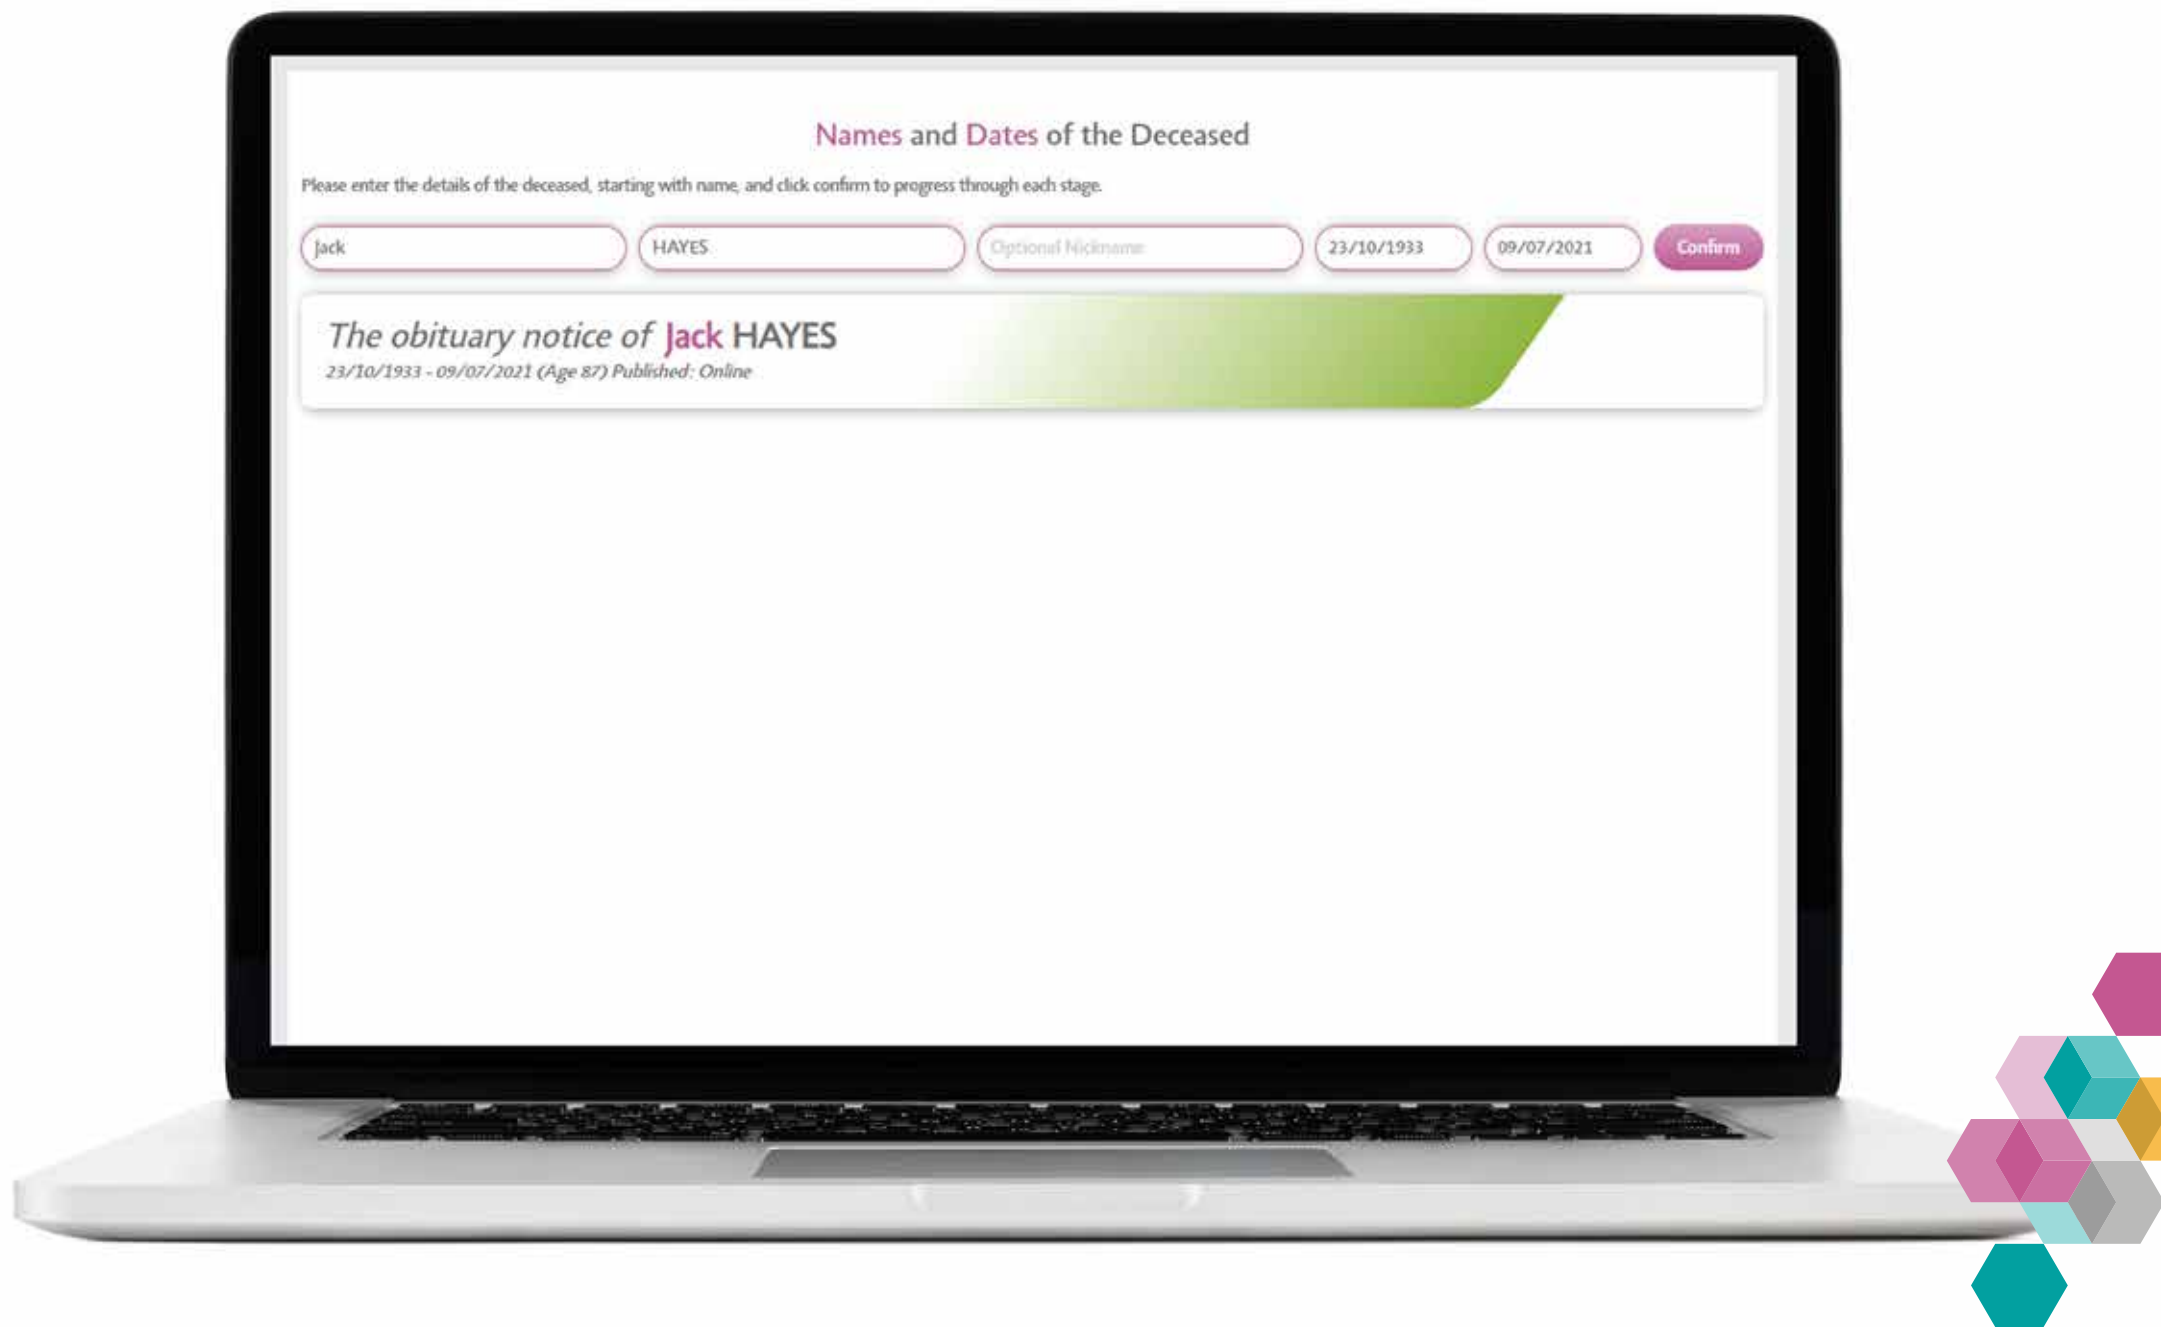 Names and Dates of the Deceased
Please enter the details of the deceased, starting with name, and click confirm to progress through each stage.
Jack HAYES Optional Nickname 23/10/1933 09/07/2021 Confirm
The obituary notice of Jack HAYES
23/10/1933 - 09/07/2021 (Age 87) Published: Online